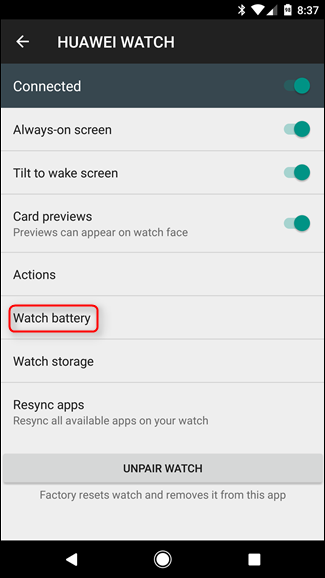 98 8:37
HUAWEI WATCH
Connected
Always-on screen
Tilt to wake screen
Card previews
Previews can appear on watch face
Actions
Watch battery
Watch storage
Resync apps
Resync all available apps on your watch
UNPAIR WATCH
Factory resets watch and removes it from this app